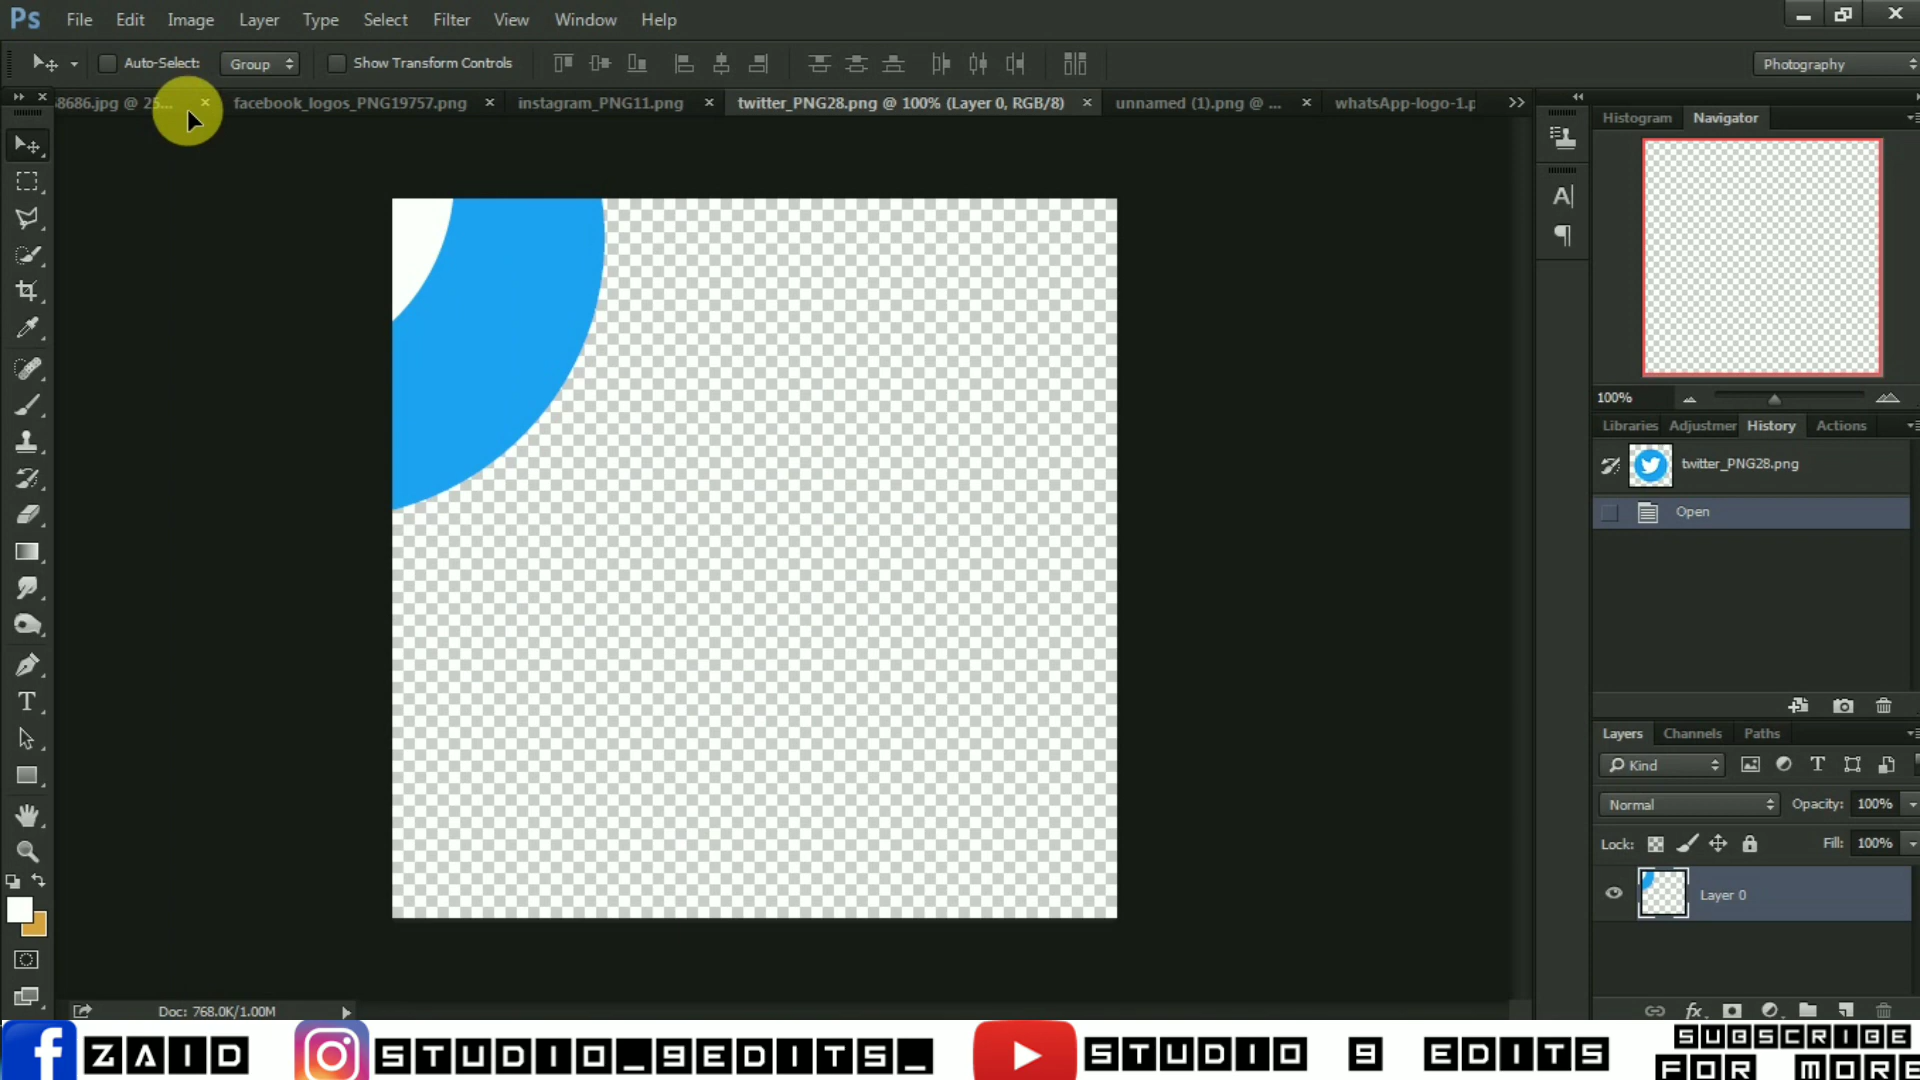 Ps File Edit Image Layer Type Select Filter View Window Help
Auto-Select: Group Show Transform Controls Photography
8686.jpg @ 25... × facebook_logos_PNG19757.png × instagram_PNG11.png × twitter_PNG28.png @ 100% (Layer 0, RGB/8) × unnamed (1).png @ ... × whatsApp-logo-1.p
Histogram Navigator
100%
Libraries Adjustmer History Actions
twitter_PNG28.png
Open
Layers Channels Paths
Kind
Normal Opacity: 100%
Lock: Fill: 100%
Layer 0
Doc: 768.0K/1.00M
ZAID STUDIO_9EDITS_ STUDIO 9 EDITS SUBSCRIBE
FOR MORE